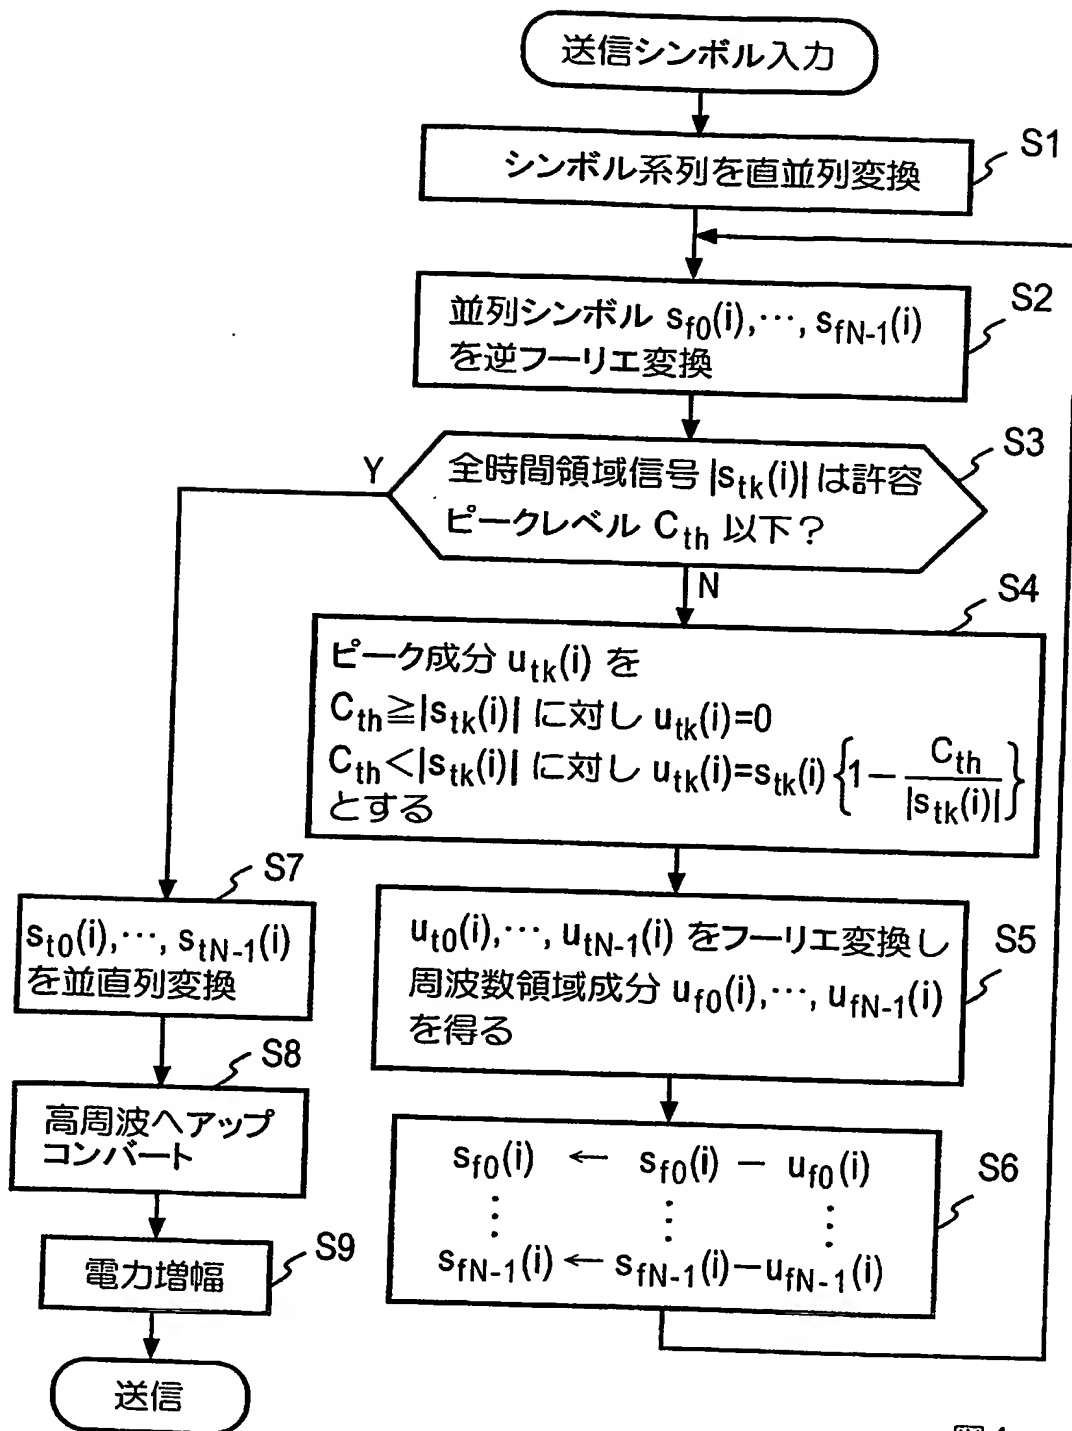 送信シンボル入力
シンボル系列を直並列変換
S1
並列シンボル s_f0(i),…, s_fN-1(i)
を逆フーリエ変換
S2
全時間領域信号 |s_tk(i)| は許容
ピークレベル C_th 以下?
S3
Y
N
S4
ピーク成分 u_tk(i) を
C_th≧|s_tk(i)| に対し u_tk(i)=0
C_th<|s_tk(i)| に対し u_tk(i)=s_tk(i){1−C_th/|s_tk(i)|}
とする
u_t0(i),…, u_tN-1(i) をフーリエ変換し
周波数領域成分 u_f0(i),…, u_fN-1(i)
を得る
S5
s_f0(i) ← s_f0(i) − u_f0(i)
⋮ ⋮ ⋮
s_fN-1(i) ← s_fN-1(i)−u_fN-1(i)
S6
S7
s_t0(i),…, s_tN-1(i)
を並直列変換
S8
高周波へアップ
コンバート
S9
電力増幅
送信